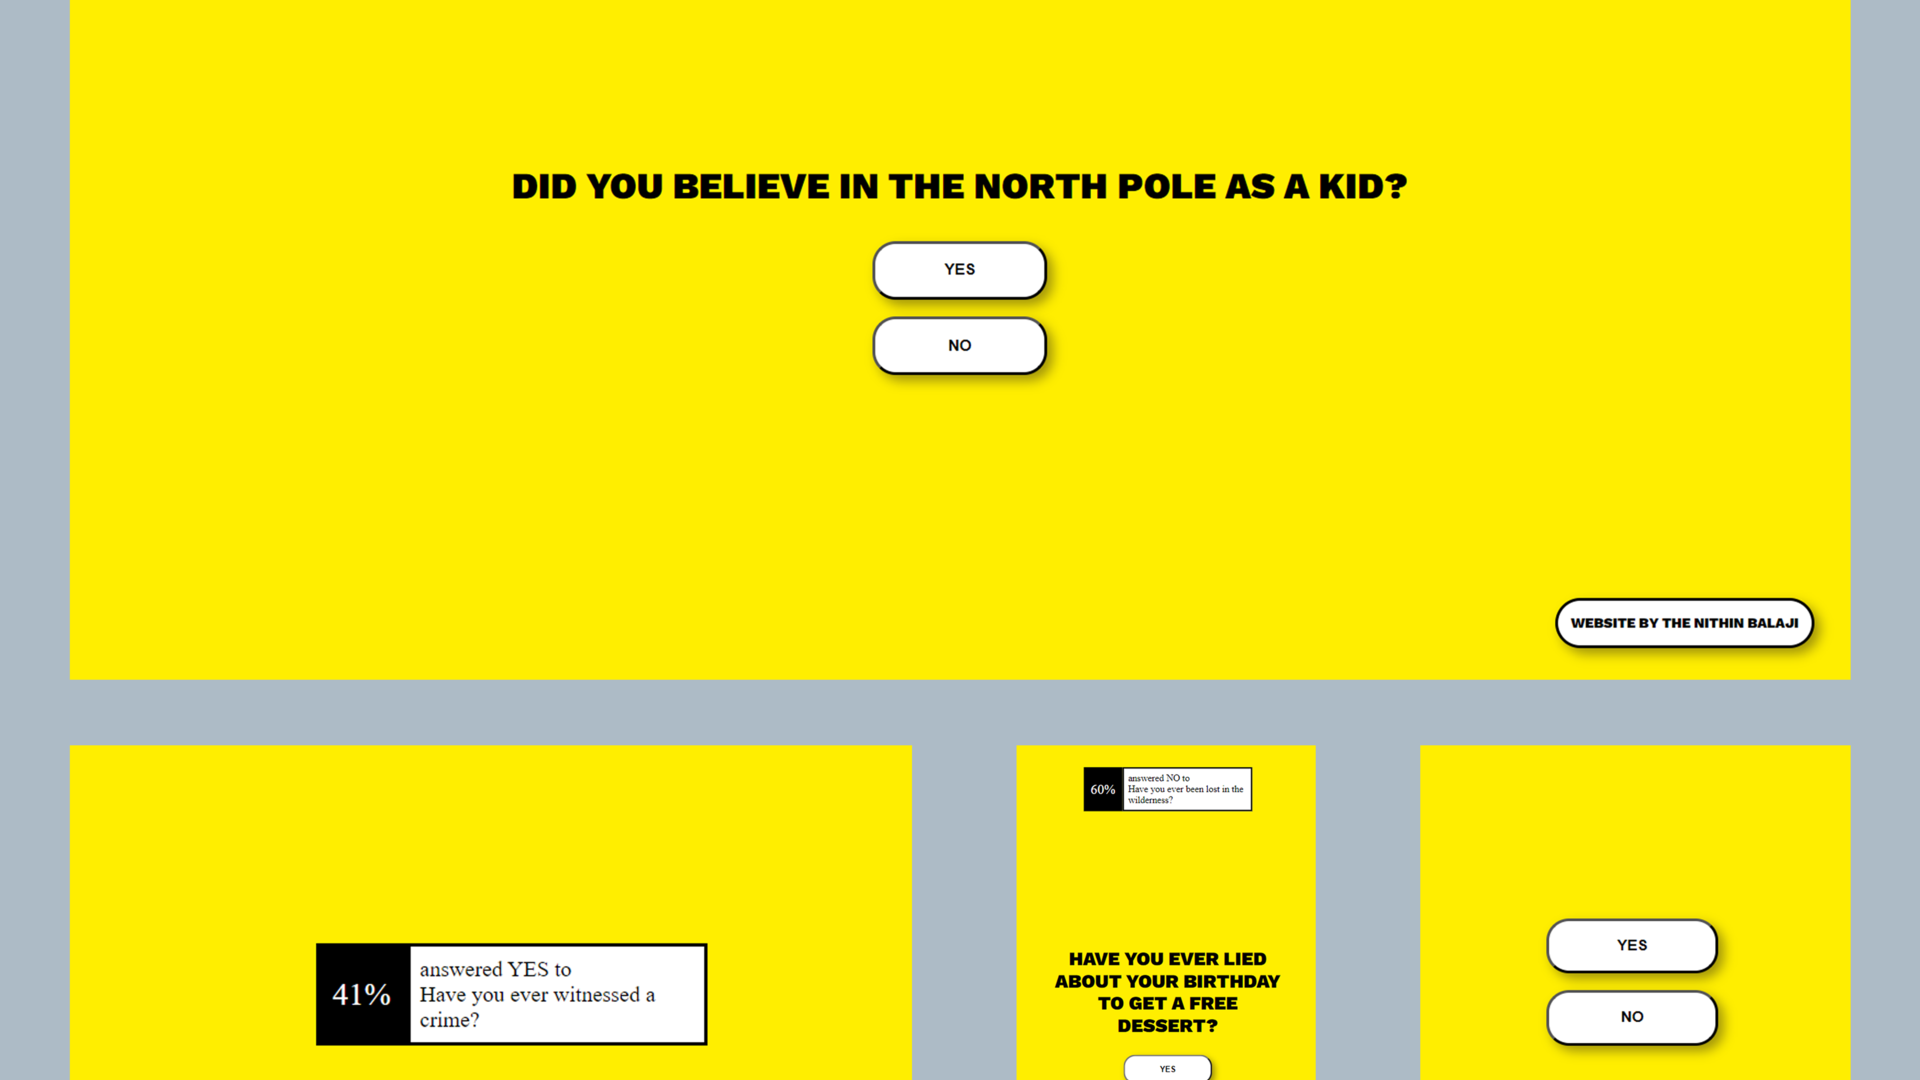 DID YOU BELIEVE IN THE NORTH POLE AS A KID?
YES
NO
WEBSITE BY THE NITHIN BALAJI
41%
answered YES to
Have you ever witnessed a
crime?
60%
answered NO to
Have you ever been lost in the
wilderness?
HAVE YOU EVER LIED
ABOUT YOUR BIRTHDAY
TO GET A FREE
DESSERT?
YES
YES
NO